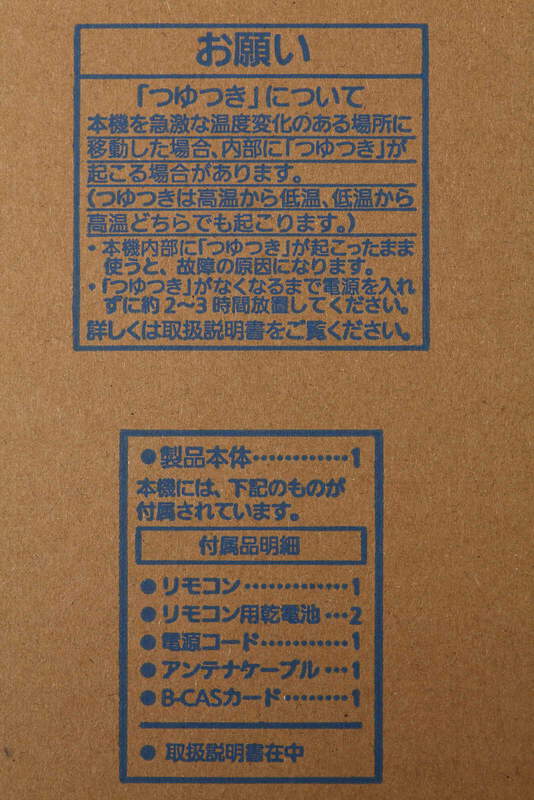 お願い
「つゆつき」について
本機を急激な温度変化のある場所に
移動した場合、内部に「つゆつき」が
起こる場合があります。
(つゆつきは高温から低温、低温から
高温どちらでも起こります。)
・本機内部に「つゆつき」が起こったまま
使うと、故障の原因になります。
・「つゆつき」がなくなるまで電源を入れ
ずに約2〜3時間放置してください。
詳しくは取扱説明書をご覧ください。
●製品本体…………1
本機には、下記のものが
付属されています。
付属品明細
●リモコン…………1
●リモコン用乾電池…2
●電源コード…………1
●アンテナケーブル…1
●B-CASカード………1
●取扱説明書在中